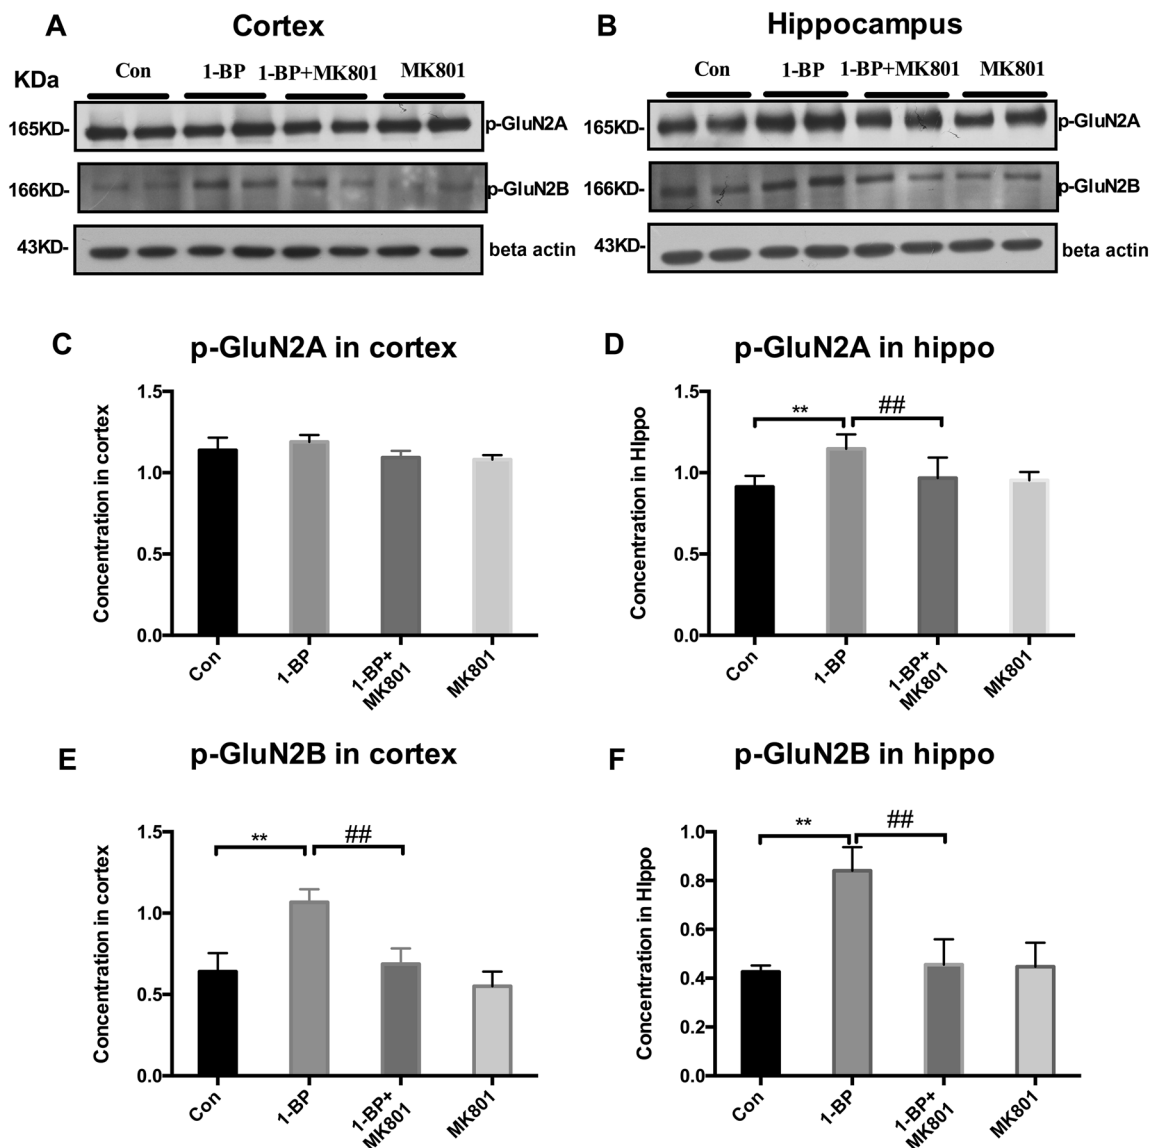 A
Cortex
B
Hippocampus
KDa
Con
1-BP
1-BP+MK801
MK801
165KD-
p-GluN2A
166KD-
p-GluN2B
43KD-
beta actin
Con
1-BP
1-BP+MK801
MK801
165KD-
p-GluN2A
166KD-
p-GluN2B
43KD-
beta actin
C
p-GluN2A in cortex
Concentration in cortex
1.5
1.0
0.5
0.0
Con
1-BP
1-BP+
MK801
MK801
D
p-GluN2A in hippo
Concentration in HIppo
1.5
1.0
0.5
0.0
**
##
Con
1-BP
1-BP+
MK801
MK801
E
p-GluN2B in cortex
Concentration in cortex
1.5
1.0
0.5
0.0
**
##
Con
1-BP
1-BP+
MK801
MK801
F
p-GluN2B in hippo
Concentration in HIppo
1.0
0.8
0.6
0.4
0.2
0.0
**
##
Con
1-BP
1-BP+
MK801
MK801